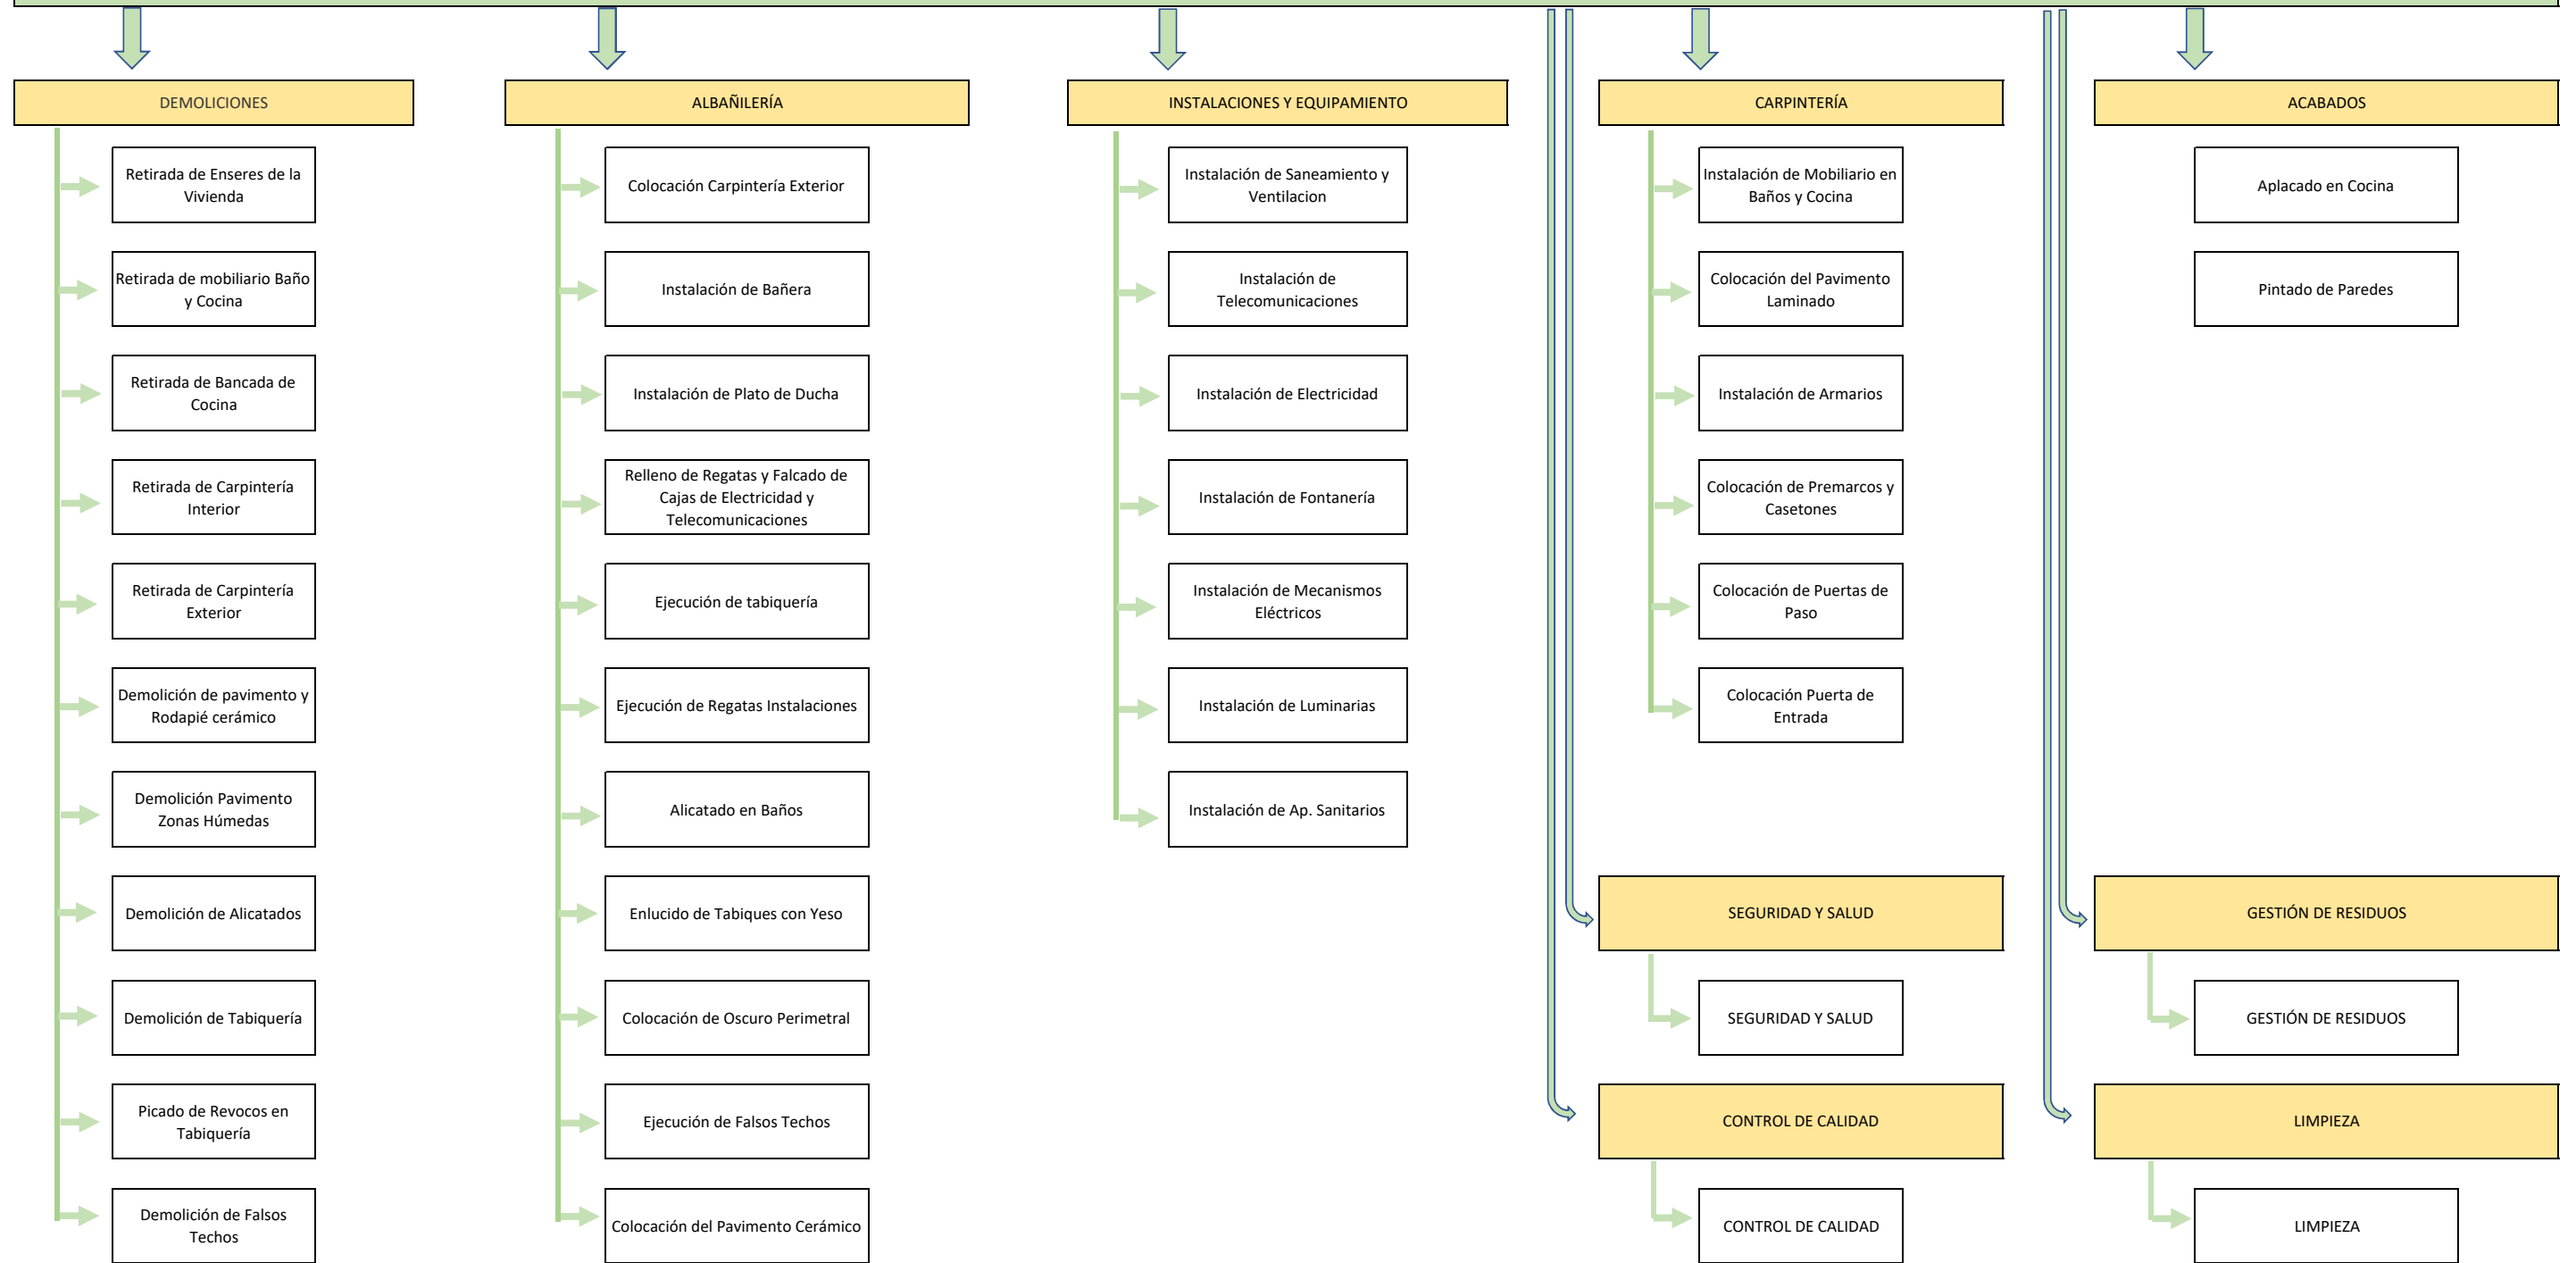 DEMOLICIONES
Retirada de Enseres de la
Vivienda
Retirada de mobiliario Baño
y Cocina
Retirada de Bancada de
Cocina
Retirada de Carpintería
Interior
Retirada de Carpintería
Exterior
Demolición de pavimento y
Rodapié cerámico
Demolición Pavimento
Zonas Húmedas
Demolición de Alicatados
Demolición de Tabiquería
Picado de Revocos en
Tabiquería
Demolición de Falsos
Techos
ALBAÑILERÍA
Colocación Carpintería Exterior
Instalación de Bañera
Instalación de Plato de Ducha
Relleno de Regatas y Falcado de
Cajas de Electricidad y
Telecomunicaciones
Ejecución de tabiquería
Ejecución de Regatas Instalaciones
Alicatado en Baños
Enlucido de Tabiques con Yeso
Colocación de Oscuro Perimetral
Ejecución de Falsos Techos
Colocación del Pavimento Cerámico
INSTALACIONES Y EQUIPAMIENTO
Instalación de Saneamiento y
Ventilacion
Instalación de
Telecomunicaciones
Instalación de Electricidad
Instalación de Fontanería
Instalación de Mecanismos
Eléctricos
Instalación de Luminarias
Instalación de Ap. Sanitarios
CARPINTERÍA
Instalación de Mobiliario en
Baños y Cocina
Colocación del Pavimento
Laminado
Instalación de Armarios
Colocación de Premarcos y
Casetones
Colocación de Puertas de
Paso
Colocación Puerta de
Entrada
SEGURIDAD Y SALUD
SEGURIDAD Y SALUD
CONTROL DE CALIDAD
CONTROL DE CALIDAD
ACABADOS
Aplacado en Cocina
Pintado de Paredes
GESTIÓN DE RESIDUOS
GESTIÓN DE RESIDUOS
LIMPIEZA
LIMPIEZA